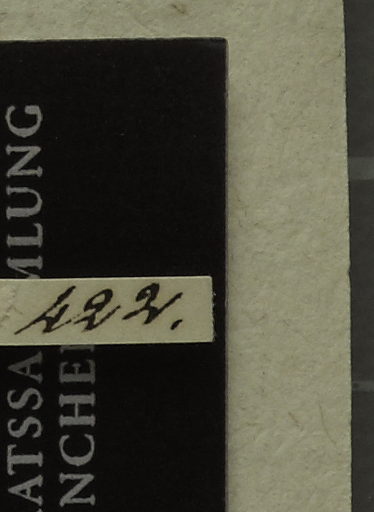 422.
ATSSA MLUNG
NCHE